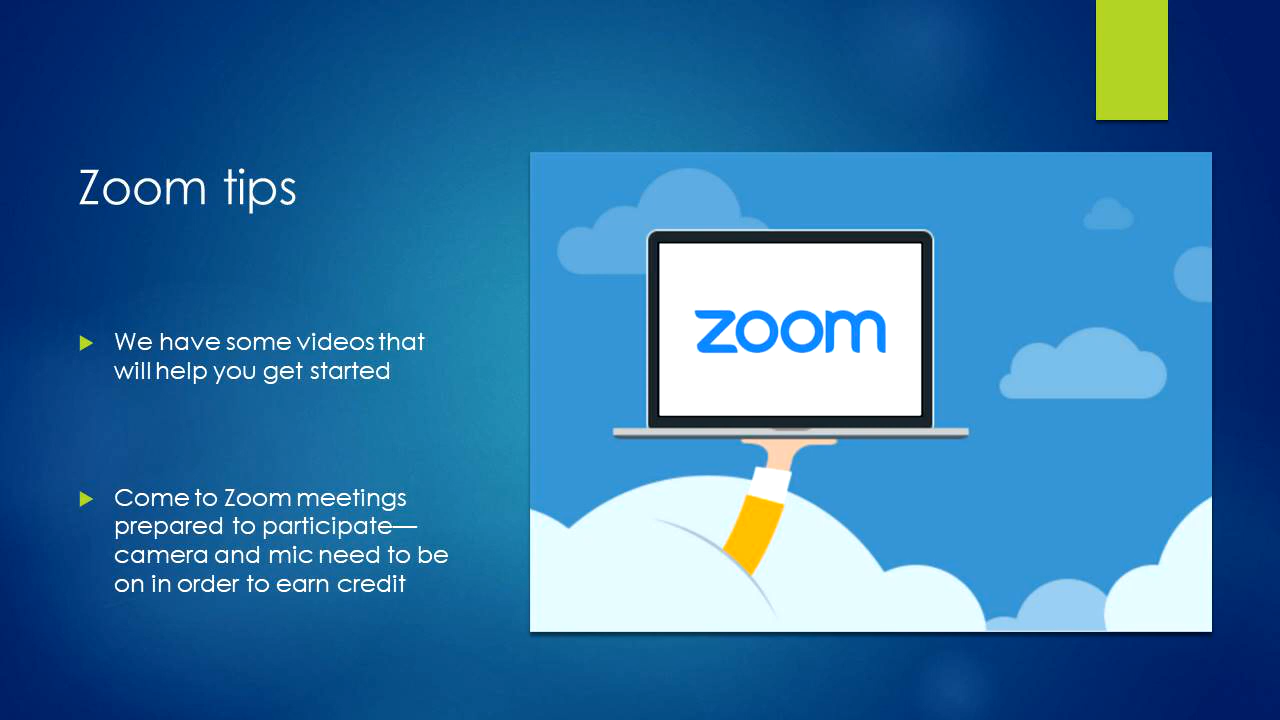 Zoom tips
We have some videos that
will help you get started
Come to Zoom meetings
prepared to participate—
camera and mic need to be
on in order to earn credit
zoom